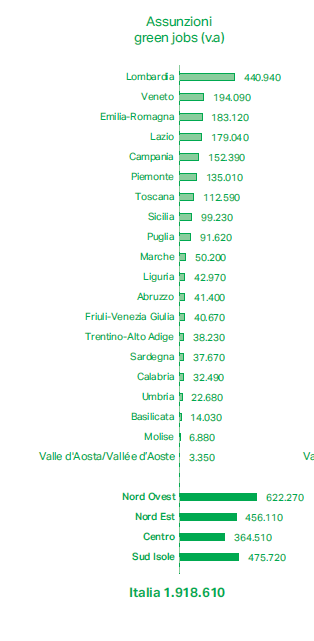 Assunzioni
green jobs (v.a)
Lombardia 440.940
Veneto 194.090
Emilia-Romagna 183.120
Lazio 179.040
Campania 152.390
Piemonte 135.010
Toscana 112.590
Sicilia 99.230
Puglia 91.620
Marche 50.200
Liguria 42.970
Abruzzo 41.400
Friuli-Venezia Giulia 40.670
Trentino-Alto Adige 38.230
Sardegna 37.670
Calabria 32.490
Umbria 22.680
Basilicata 14.030
Molise 6.880
Valle d'Aosta/Vallée d'Aoste 3.350 Va
Nord Ovest 622.270
Nord Est 456.110
Centro 364.510
Sud Isole 475.720
Italia 1.918.610